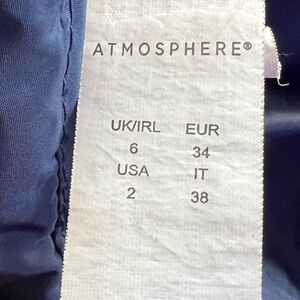 ATMOSPHERE®
UK/IRL EUR
6 34
USA IT
2 38